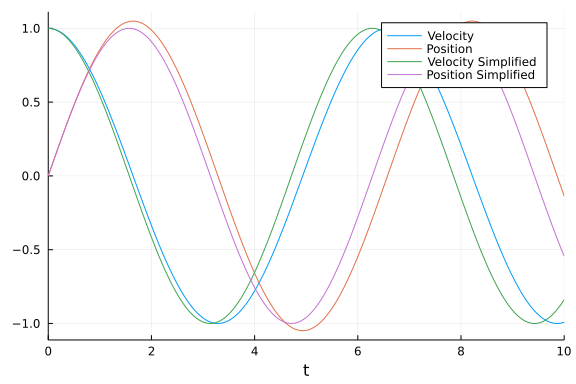 1.0
0.5
0.0
−0.5
−1.0
0
2
4
6
8
10
t
Velocity
Position
Velocity Simplified
Position Simplified